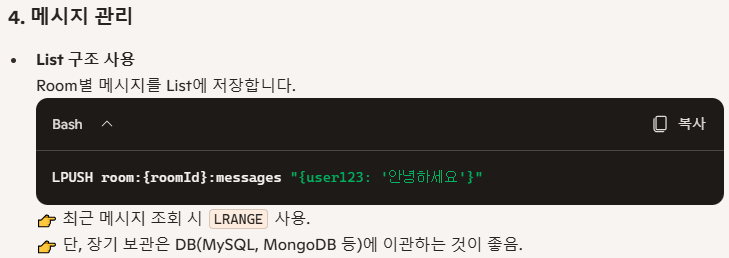 4. 메시지 관리
• List 구조 사용
Room별 메시지를 List에 저장합니다.
Bash 복사
LPUSH room:{roomId}:messages "{user123: '안녕하세요'}"
👉 최근 메시지 조회 시 LRANGE 사용.
👉 단, 장기 보관은 DB(MySQL, MongoDB 등)에 이관하는 것이 좋음.